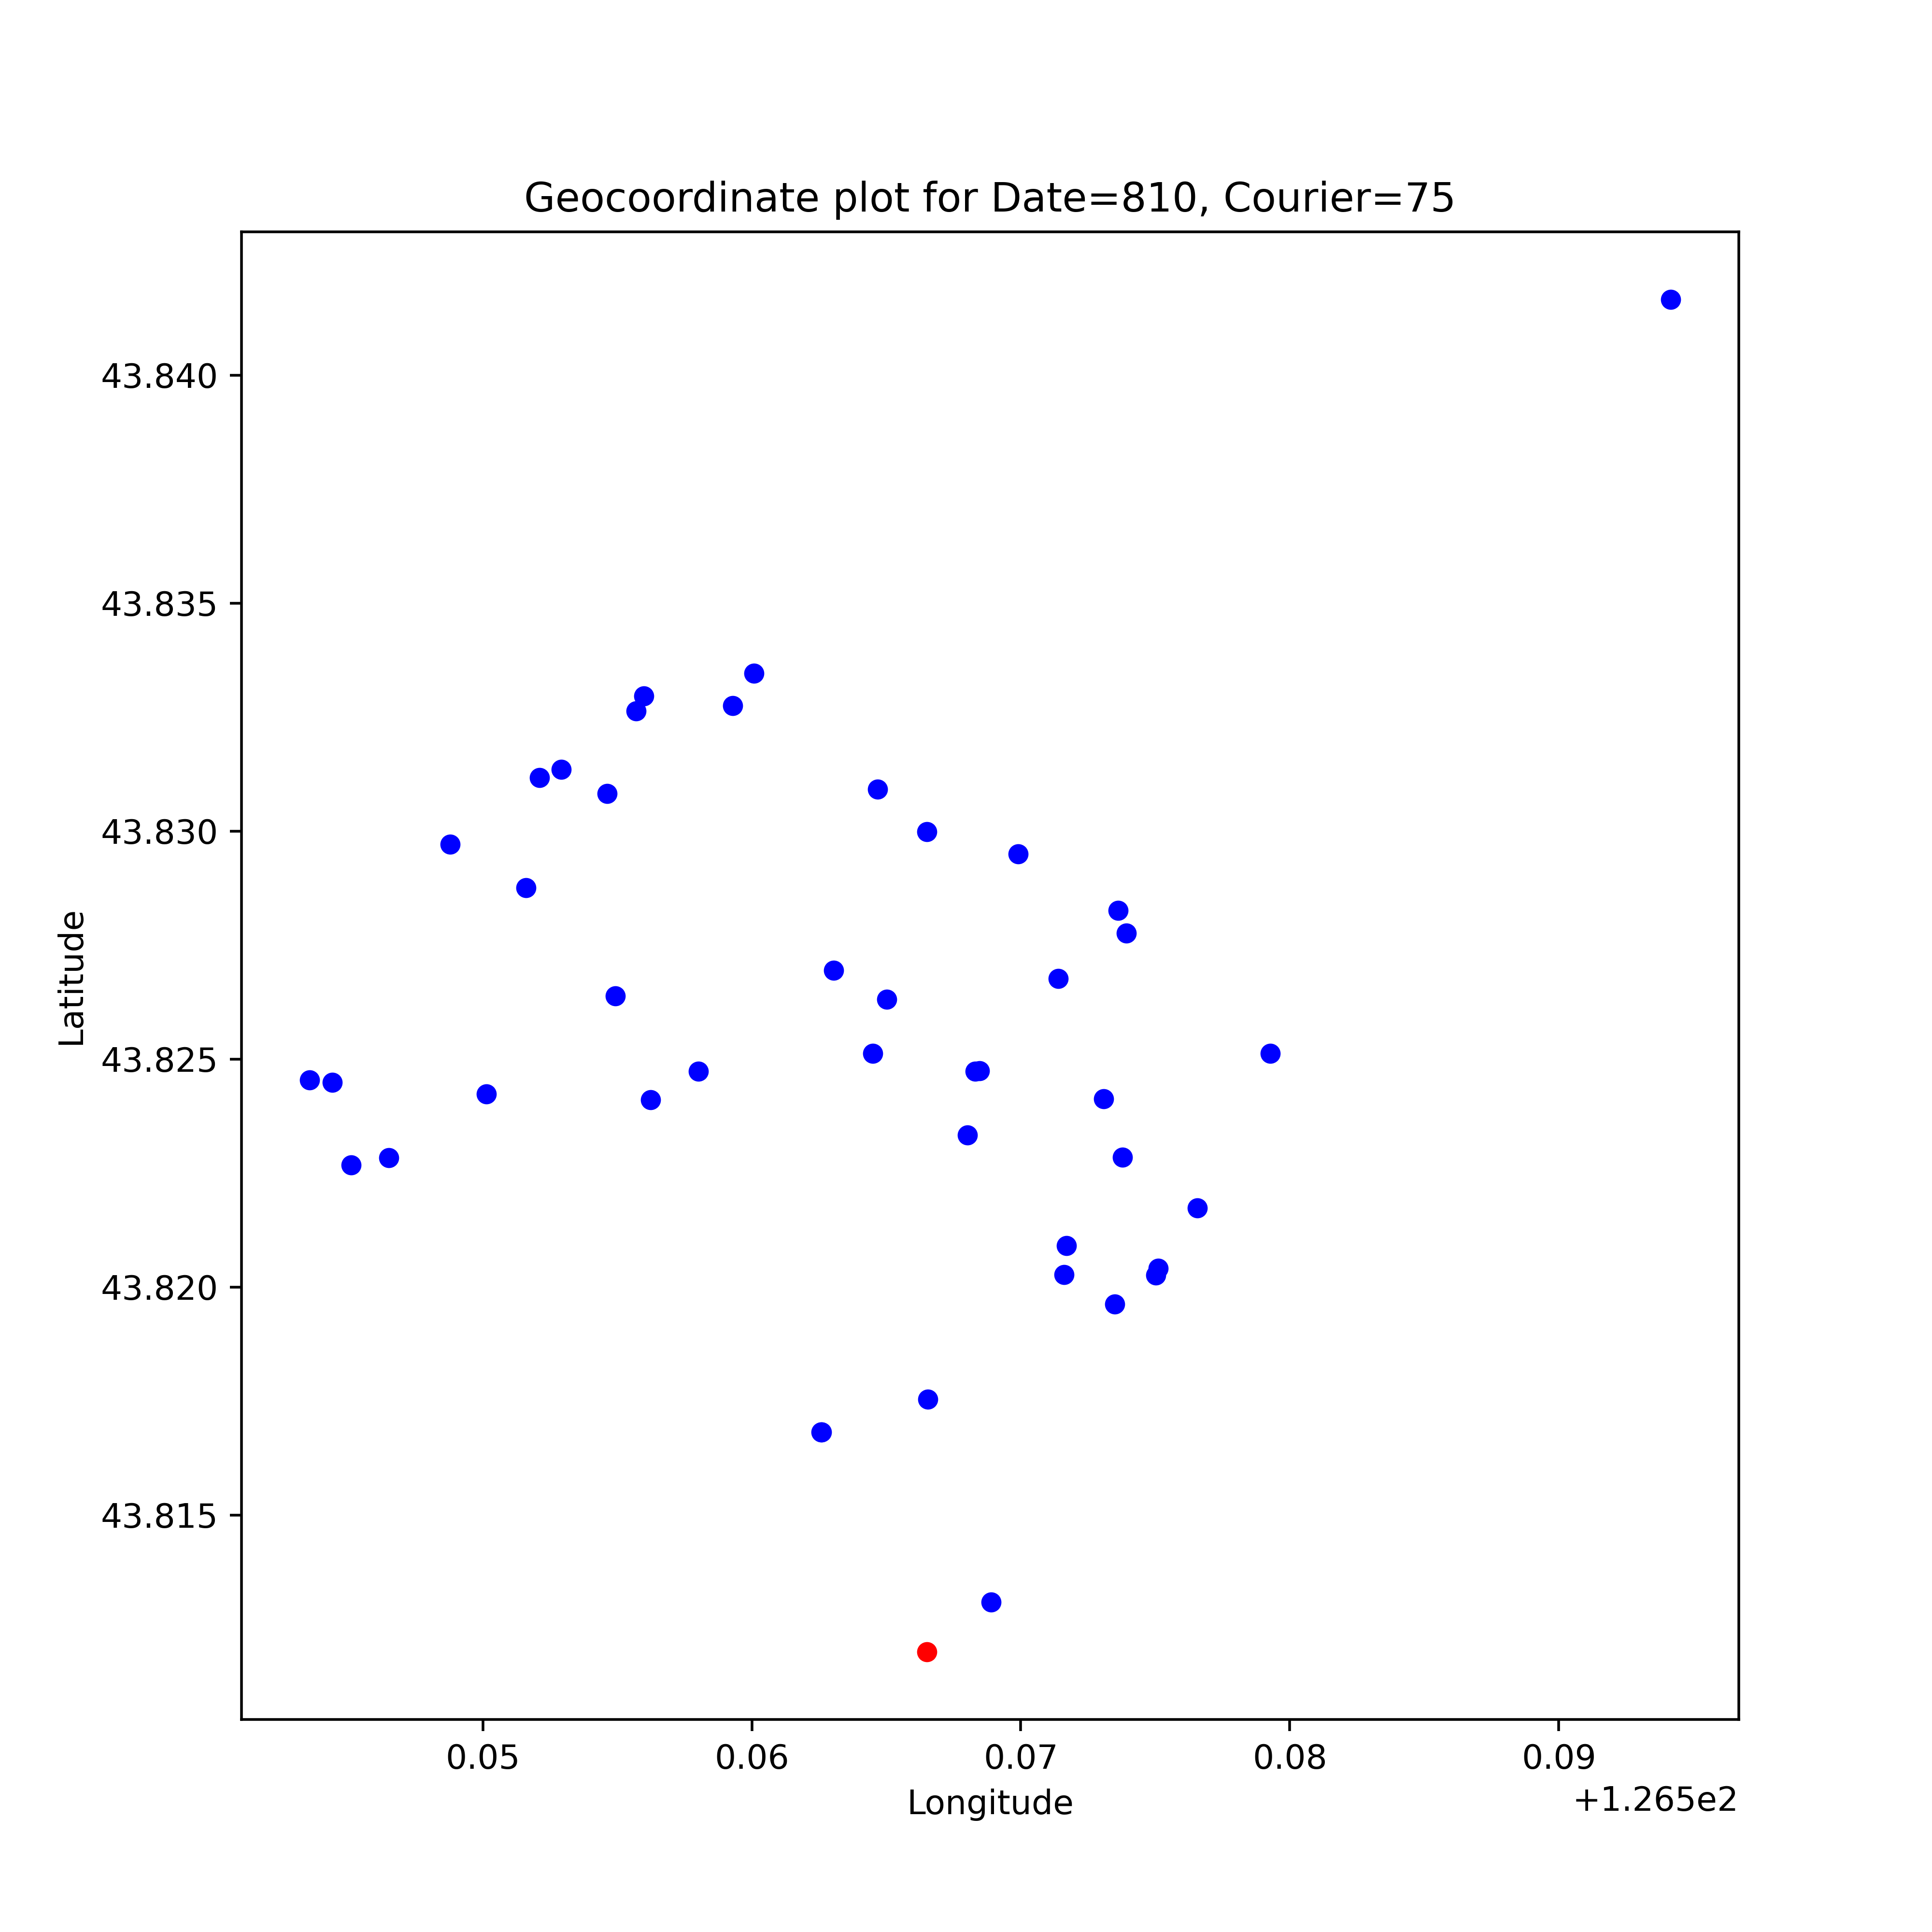 Geocoordinate plot for Date=810, Courier=75
43.840
43.835
43.830
43.825
43.820
43.815
Latitude
0.05 0.06 0.07 0.08 0.09
Longitude
+1.265e2